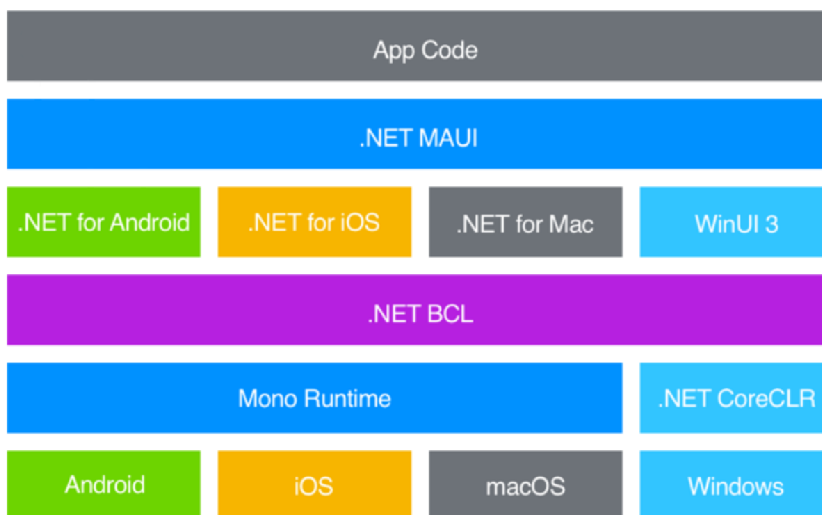 App Code
.NET MAUI
.NET for Android
.NET for iOS
.NET for Mac
WinUI 3
.NET BCL
Mono Runtime
.NET CoreCLR
Android
iOS
macOS
Windows